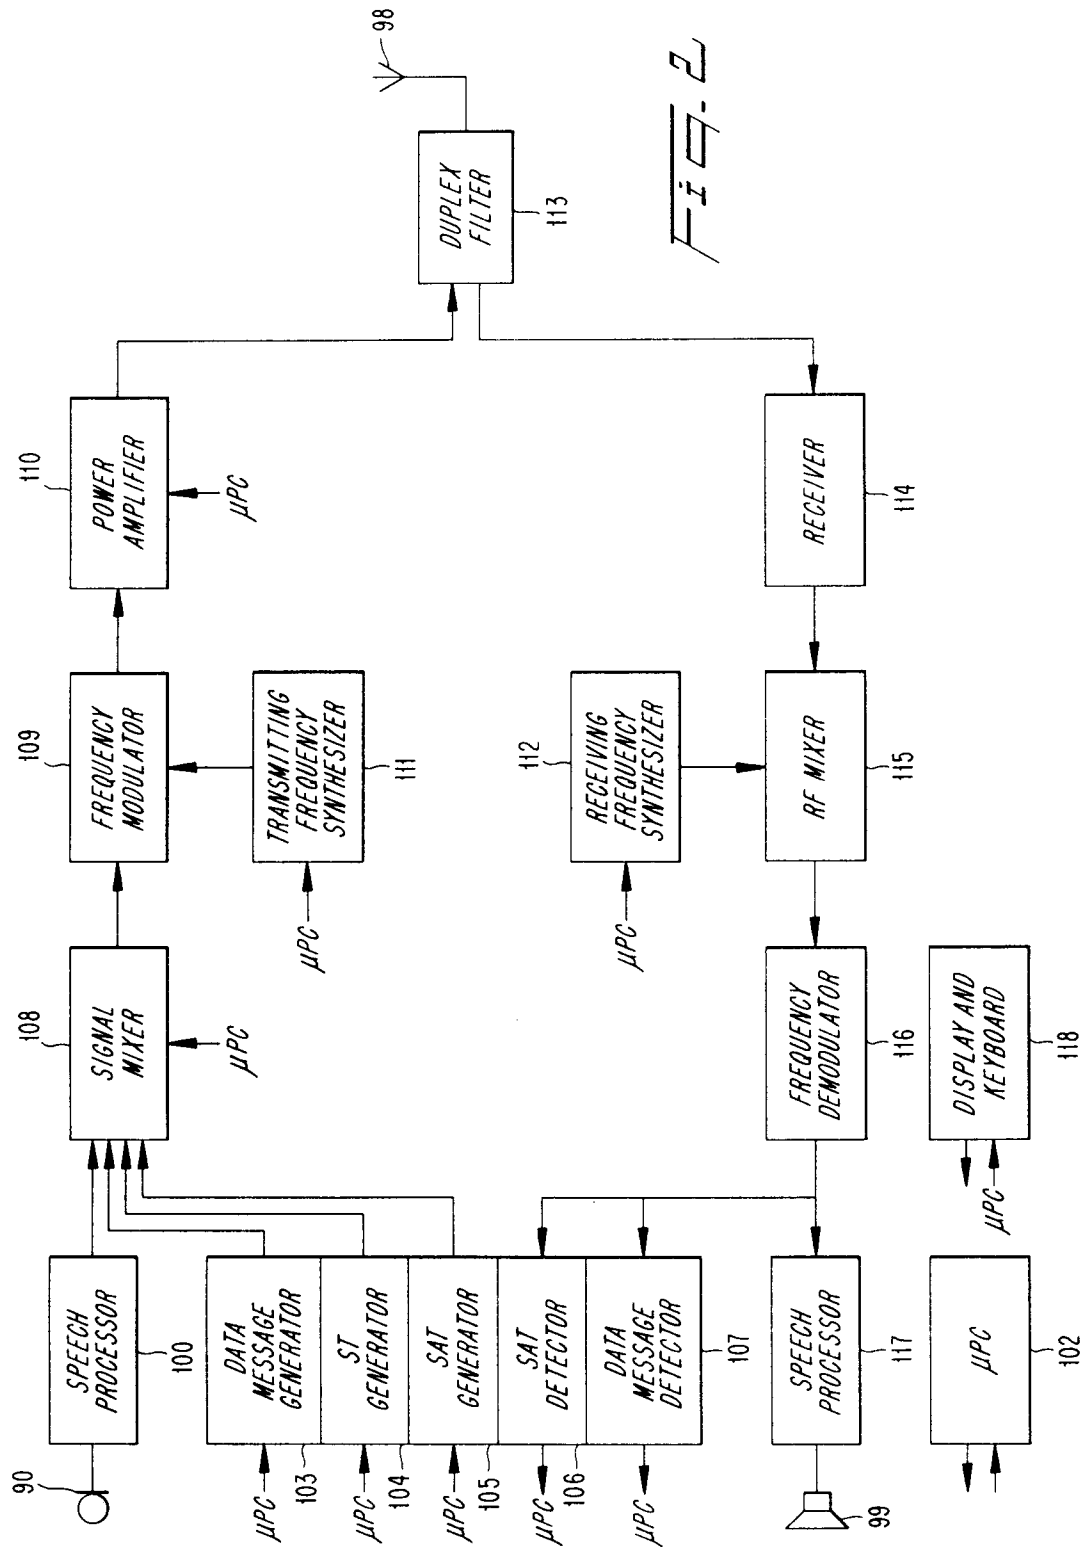 90
SPEECH
PROCESSOR
100
µPC
DATA
MESSAGE
GENERATOR
103
µPC
ST
GENERATOR
104
µPC
SAT
GENERATOR
105
µPC
SAT
DETECTOR
106
µPC
DATA
MESSAGE
DETECTOR
107
99
SPEECH
PROCESSOR
117
µPC
102
108
SIGNAL
MIXER
µPC
109
FREQUENCY
MODULATOR
µPC
TRANSMITTING
FREQUENCY
SYNTHESIZER
111
110
POWER
AMPLIFIER
µPC
µPC
112
RECEIVING
FREQUENCY
SYNTHESIZER
FREQUENCY
DEMODULATOR
116
µPC
DISPLAY AND
KEYBOARD
118
RF MIXER
115
RECEIVER
114
DUPLEX
FILTER
113
98
Fig. 2